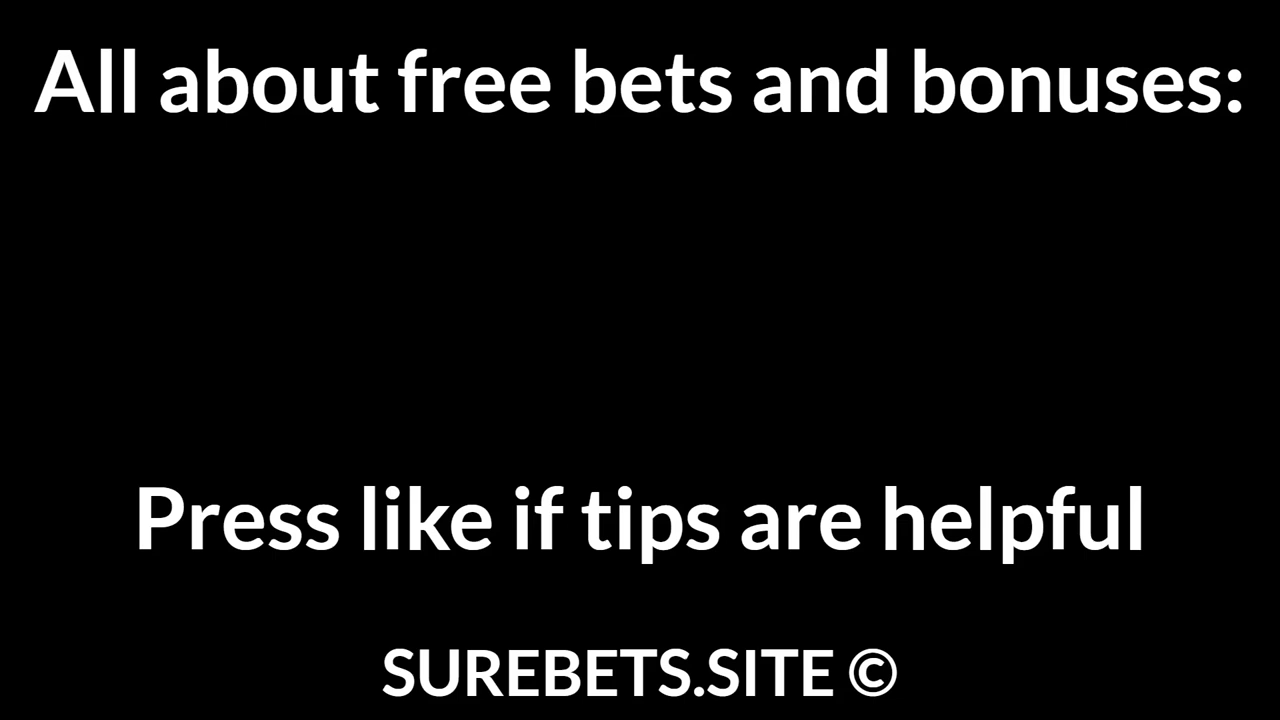 All about free bets and bonuses:
Press like if tips are helpful
SUREBETS.SITE ©